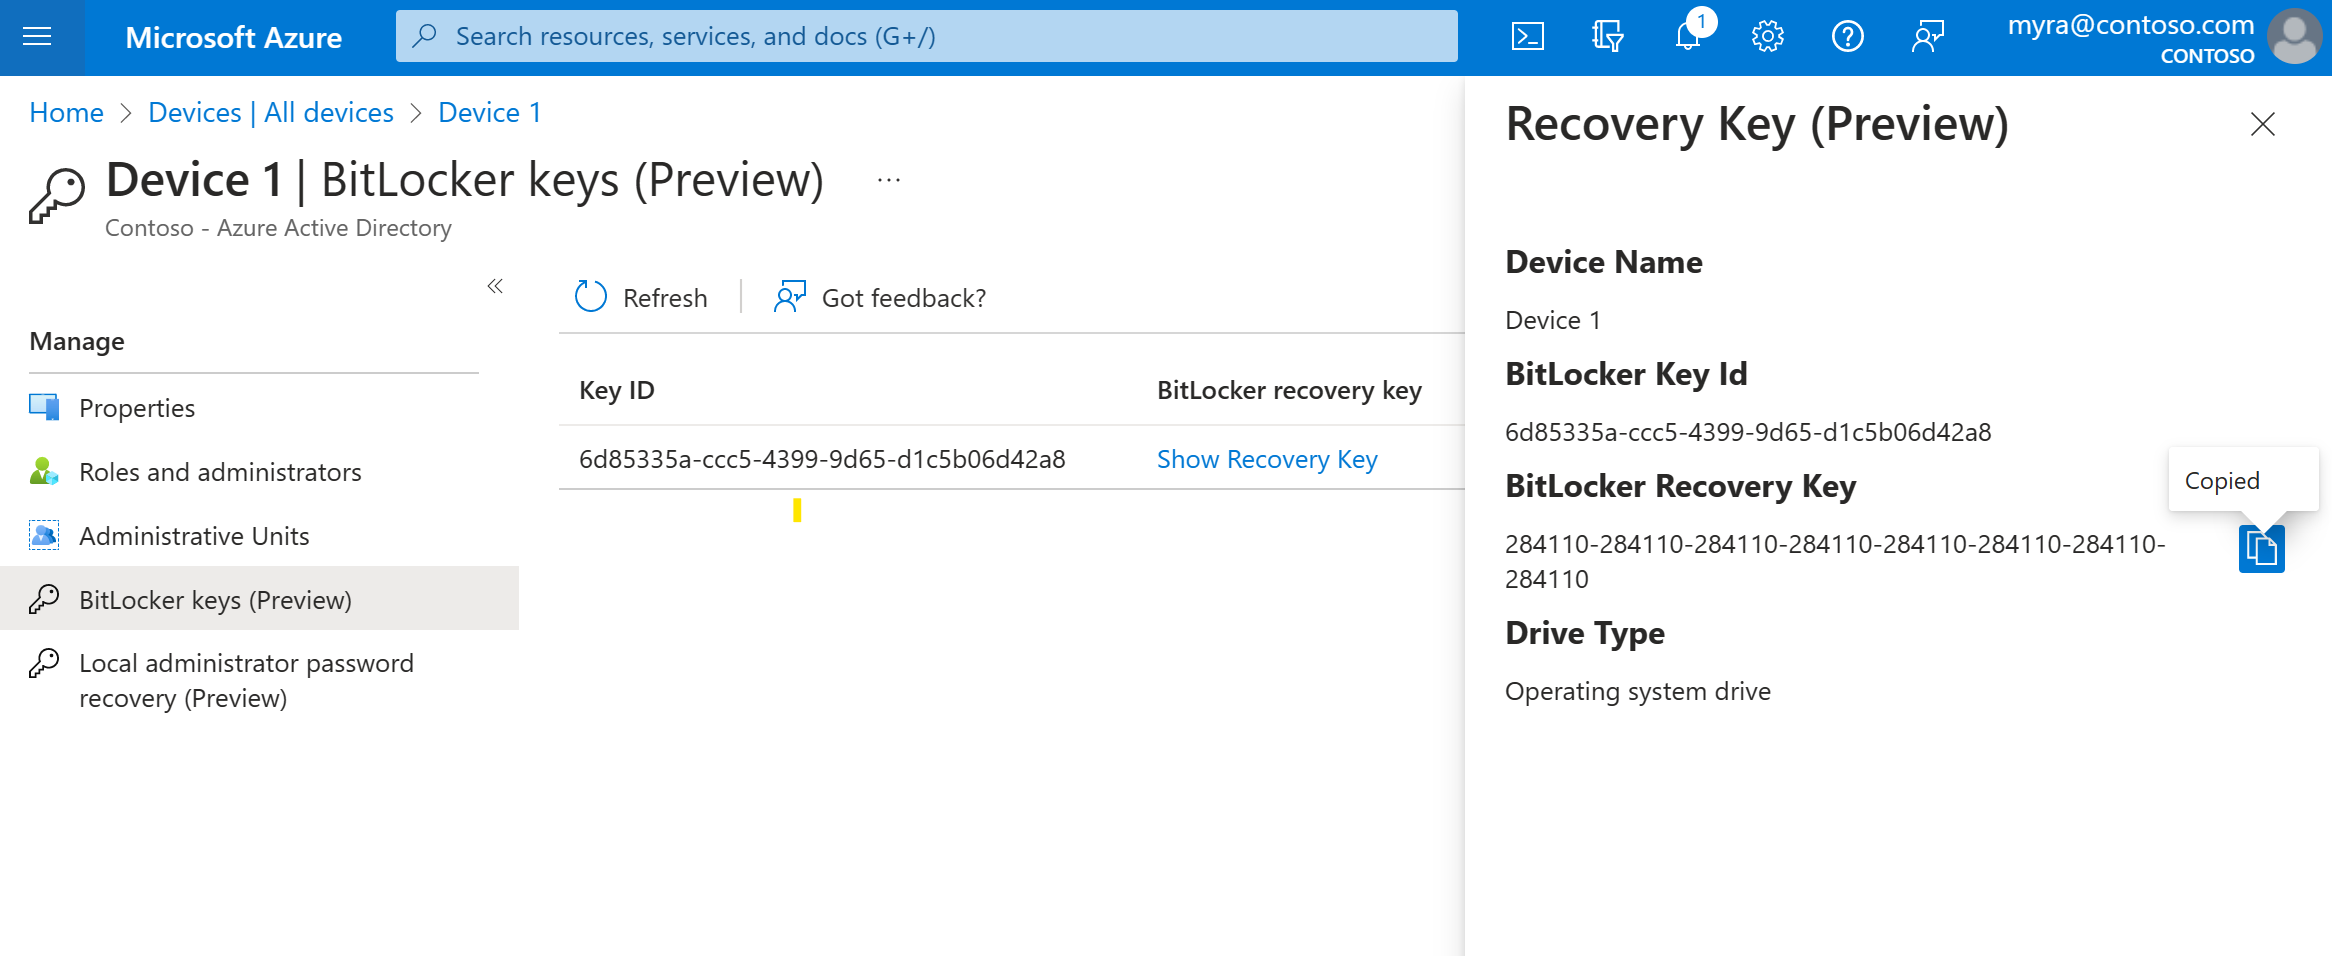 Microsoft Azure
Search resources, services, and docs (G+/)
1
myra@contoso.com
CONTOSO
Home > Devices | All devices > Device 1
Device 1 | BitLocker keys (Preview) ...
Contoso - Azure Active Directory
Manage
Properties
Roles and administrators
Administrative Units
BitLocker keys (Preview)
Local administrator password
recovery (Preview)
Refresh
Got feedback?
Key ID
BitLocker recovery key
6d85335a-ccc5-4399-9d65-d1c5b06d42a8
Show Recovery Key
Recovery Key (Preview)
Device Name
Device 1
BitLocker Key Id
6d85335a-ccc5-4399-9d65-d1c5b06d42a8
BitLocker Recovery Key
Copied
284110-284110-284110-284110-284110-284110-284110-
284110
Drive Type
Operating system drive